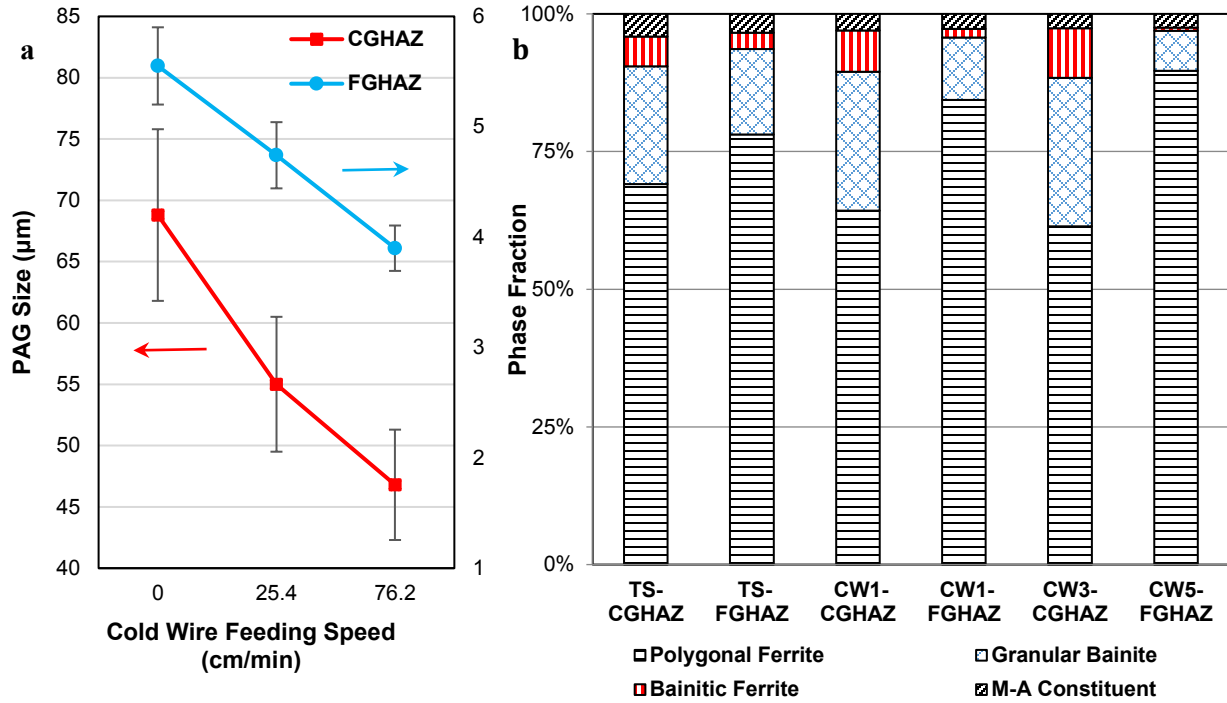 a
CGHAZ
FGHAZ
85
80
75
70
65
60
55
50
45
40
PAG Size (μm)
6
5
4
3
2
1
0
25.4
76.2
Cold Wire Feeding Speed
(cm/min)
b
100%
75%
50%
25%
0%
Phase Fraction
TS-
CGHAZ
TS-
FGHAZ
CW1-
CGHAZ
CW1-
FGHAZ
CW3-
CGHAZ
CW5-
FGHAZ
Polygonal Ferrite
Granular Bainite
Bainitic Ferrite
M-A Constituent